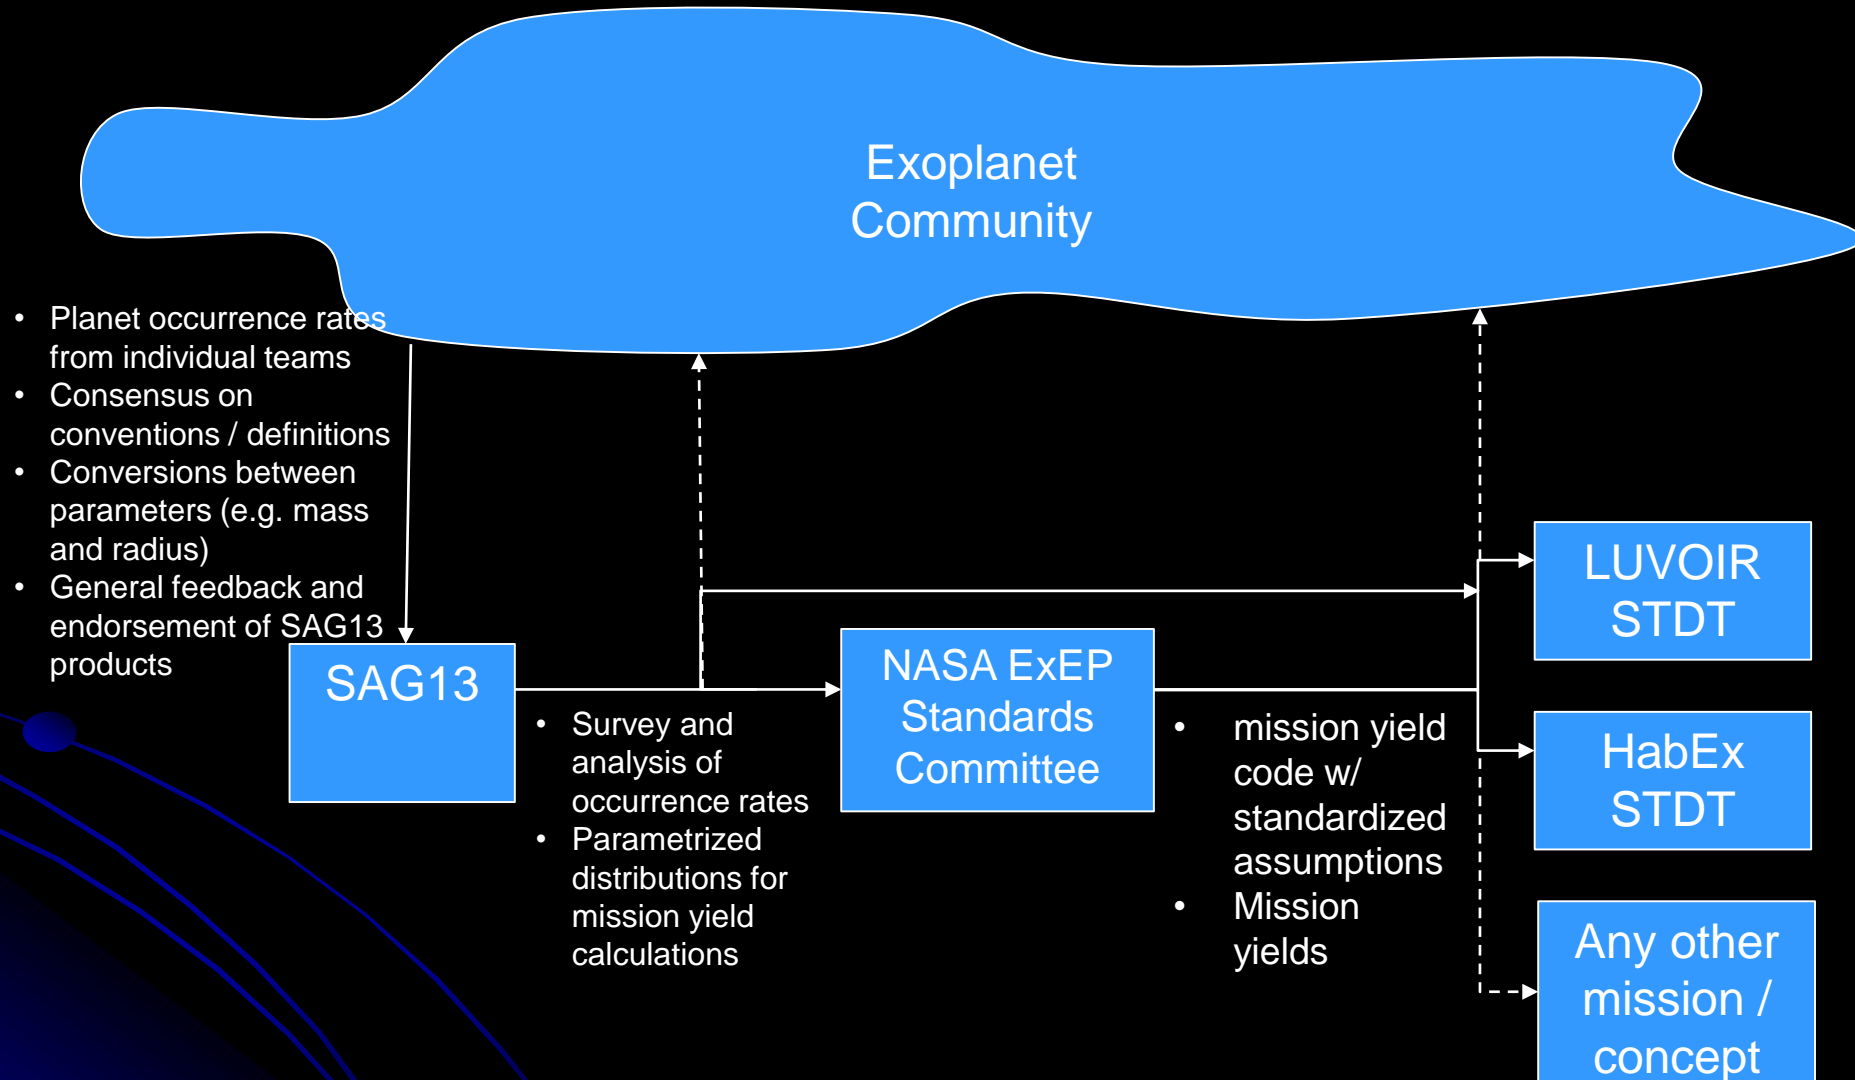 Exoplanet
Community
• Planet occurrence rates
from individual teams
• Consensus on
conventions / definitions
• Conversions between
parameters (e.g. mass
and radius)
• General feedback and
endorsement of SAG13
products
SAG13
• Survey and
analysis of
occurrence rates
• Parametrized
distributions for
mission yield
calculations
NASA ExEP
Standards
Committee
• mission yield
code w/
standardized
assumptions
• Mission
yields
LUVOIR
STDT
HabEx
STDT
Any other
mission /
concept